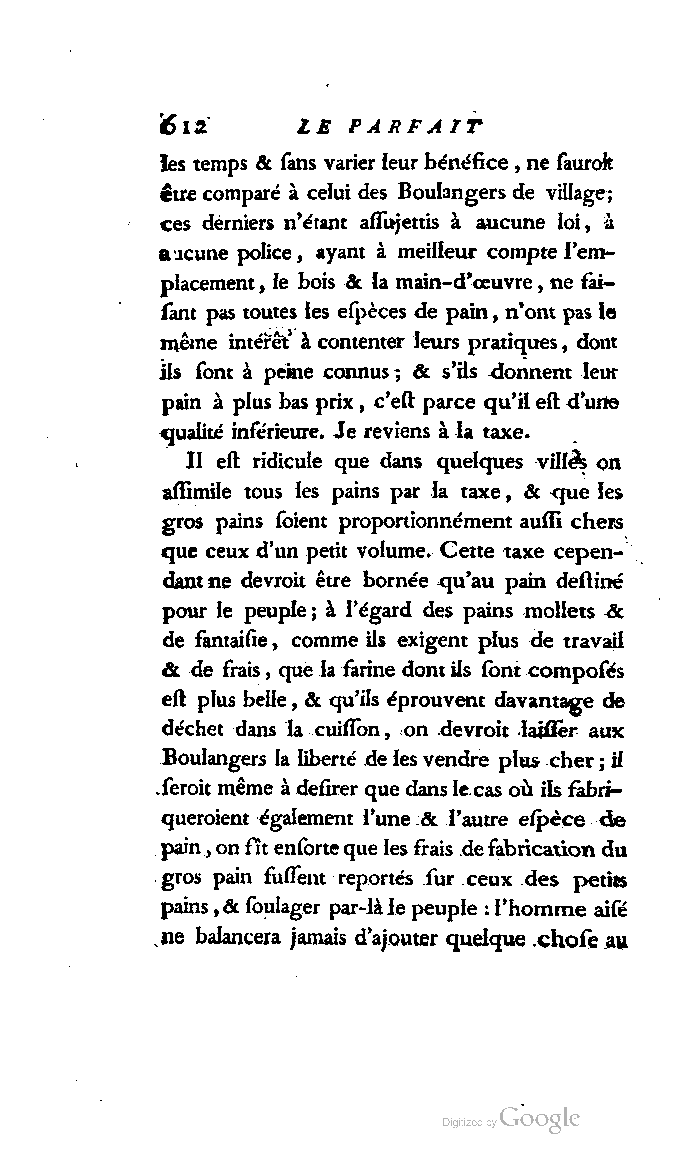 612 LE PARFAIT
les temps & ſans varier leur bénéfice, ne ſauroit
être comparé à celui des Boulangers de village;
ces derniers n'étant aſſujettis à aucune loi, à
aucune police, ayant à meilleur compte l'em-
placement, le bois & la main-d'œuvre, ne fai-
ſant pas toutes les eſpèces de pain, n'ont pas le
même intérêt à contenter leurs pratiques, dont
ils ſont à peine connus; & s'ils donnent leur
pain à plus bas prix, c'eſt parce qu'il eſt d'une
qualité inférieure. Je reviens à la taxe.
Il eſt ridicule que dans quelques villes on
aſſimile tous les pains par la taxe, & que les
gros pains ſoient proportionnément auſſi chers
que ceux d'un petit volume. Cette taxe cepen-
dant ne devroit être bornée qu'au pain deſtiné
pour le peuple; à l'égard des pains mollets &
de fantaiſie, comme ils exigent plus de travail
& de frais, que la farine dont ils ſont compoſés
eſt plus belle, & qu'ils éprouvent davantage de
déchet dans la cuiſſon, on devroit laiſſer aux
Boulangers la liberté de les vendre plus cher; il
ſeroit même à deſirer que dans le cas où ils fabri-
queroient également l'une & l'autre eſpèce de
pain, on fît enſorte que les frais de fabrication du
gros pain fuſſent reportés ſur ceux des petits
pains, & ſoulager par-là le peuple : l'homme aiſé
ne balancera jamais d'ajouter quelque choſe au
Digitized by Google